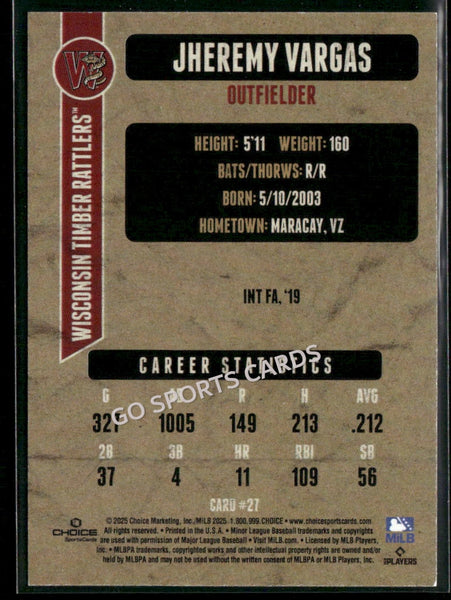 JHEREMY VARGAS
OUTFIELDER
WISCONSIN TIMBER RATTLERS™
W
HEIGHT: 5'11 WEIGHT: 160
BATS/THORWS: R/R
BORN: 5/10/2003
HOMETOWN: MARACAY, VZ
INT FA, '19
CAREER STATISTICS
GO SPORTS CARDS
G R H AVG
1005 149 213 .212
2B 3B HR RBI SB
37 4 11 109 56
CARD #27
© 2025 Choice Marketing, Inc./MiLB 2025. 1.800.999.CHOICE • www.choicesportscards.com
All rights reserved. • Printed in the U.S.A. • Minor League Baseball trademarks and copyrights
are used with permission of Major League Baseball • Visit MiLB.com. • MLB Players,
Inc. • MLBPA trademarks, copyrighted works and other intellectual property rights are owned and/or
held by MLBPA and may not be used without the written consent of MLBPA or MLB Players, Inc.
CHOICE
SportsCards
MiLB
PLAYERS